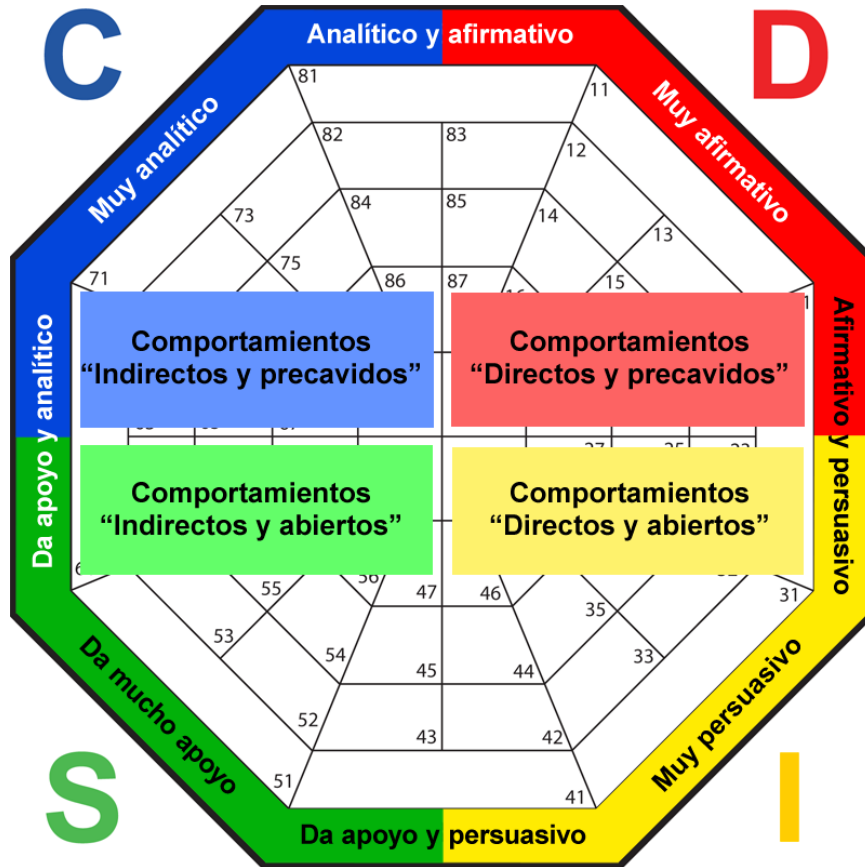 C
D
Analítico y afirmativo
Muy analítico
Muy afirmativo
81
11
82
83
12
73
84
85
14
13
75
86
87
15
71
Comportamientos
“Indirectos y precavidos”
Comportamientos
“Directos y precavidos”
Da apoyo y analítico
Afirmativo y persuasivo
Comportamientos
“Indirectos y abiertos”
Comportamientos
“Directos y abiertos”
55
56
47
46
31
53
54
45
44
35
33
52
43
42
51
41
Da mucho apoyo
Muy persuasivo
Da apoyo y persuasivo
S
I